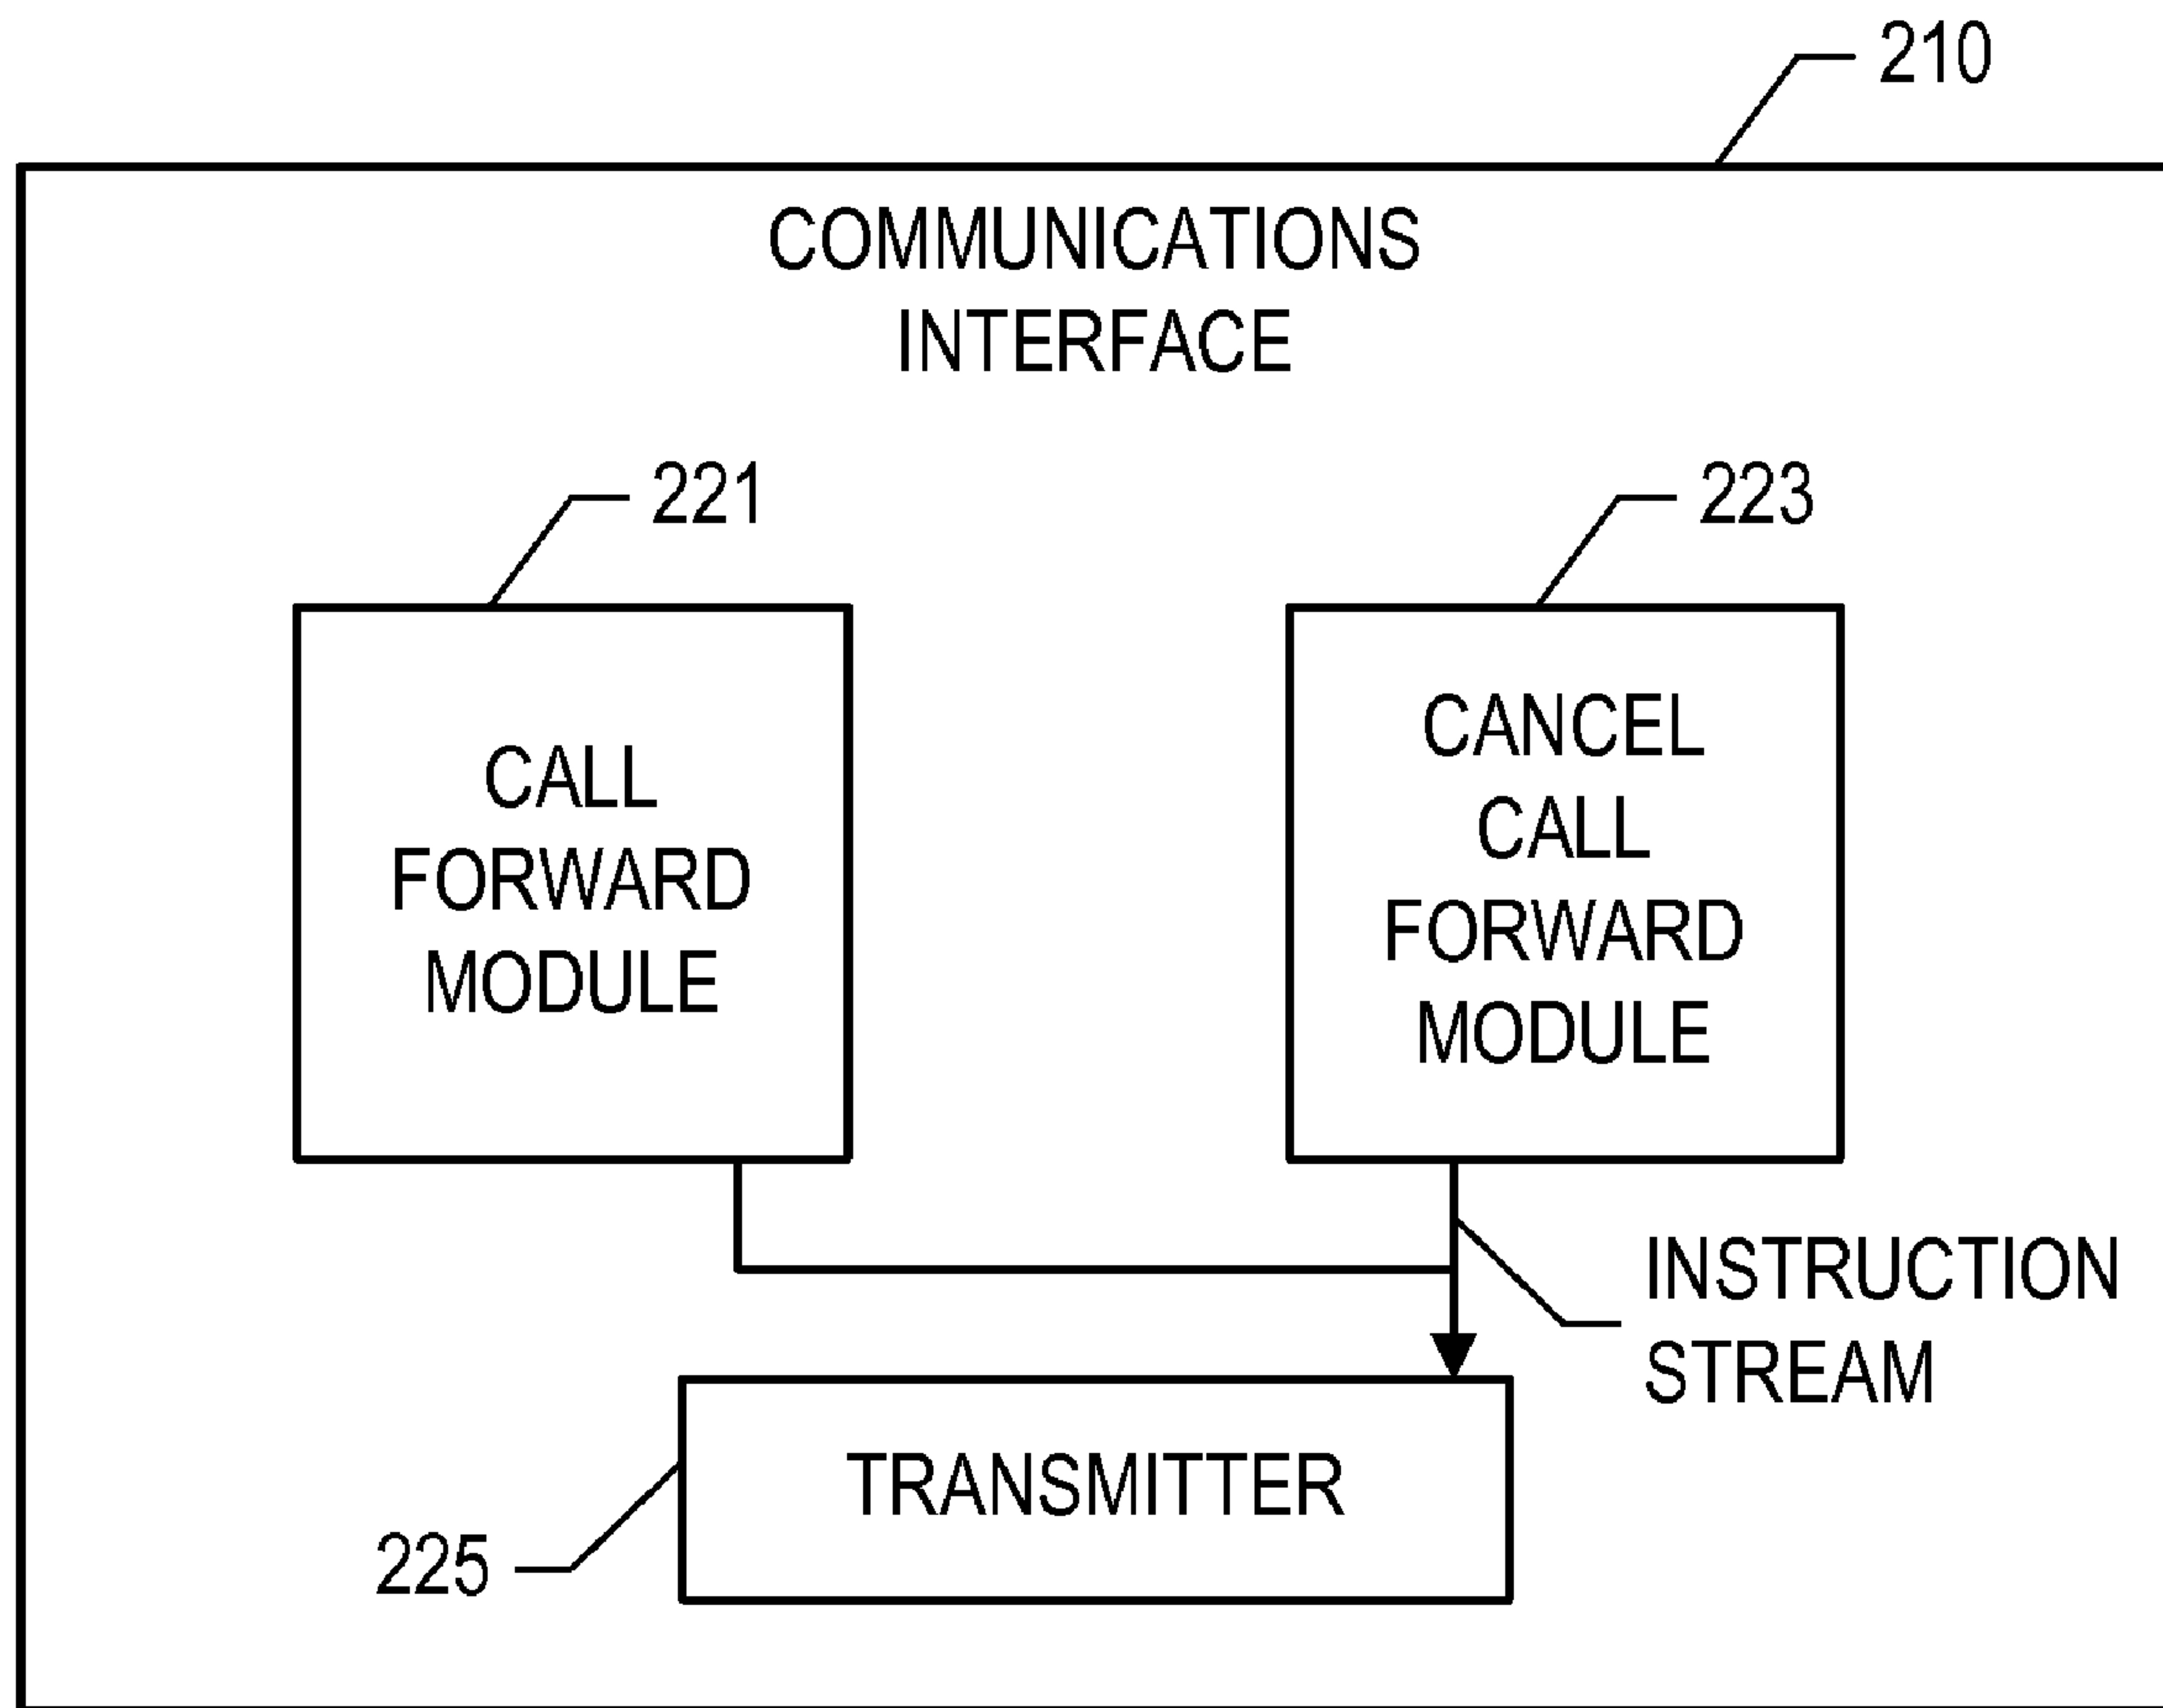 210
COMMUNICATIONS
INTERFACE
221
223
CALL
FORWARD
MODULE
CANCEL
CALL
FORWARD
MODULE
INSTRUCTION
STREAM
TRANSMITTER
225